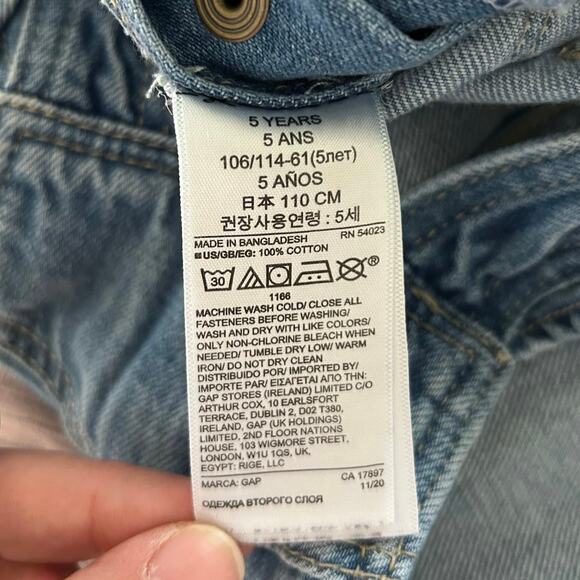 5 YEARS
5 ANS
106/114-61(5лет)
5 AÑOS
日本 110 CM
권장사용연령 : 5세
MADE IN BANGLADESH RN 54023
US/GB/EG: 100% COTTON
30 ®
1166
MACHINE WASH COLD/ CLOSE ALL
FASTENERS BEFORE WASHING/
WASH AND DRY WITH LIKE COLORS/
ONLY NON-CHLORINE BLEACH WHEN
NEEDED/ TUMBLE DRY LOW/ WARM
IRON/ DO NOT DRY CLEAN
DISTRIBUIDO POR/ IMPORTED BY/
IMPORTE PAR/ ΕΙΣΑΓΕΤΑΙ ΑΠΟ ΤΗΝ:
GAP STORES (IRELAND) LIMITED C/O
ARTHUR COX, 10 EARLSFORT
TERRACE, DUBLIN 2, D02 T380,
IRELAND, GAP (UK HOLDINGS)
LIMITED, 2ND FLOOR NATIONS
HOUSE, 103 WIGMORE STREET,
LONDON, W1U 1QS, UK,
EGYPT: RIGE, LLC
MARCA: GAP CA 17897
11/20
ОДЕЖДА ВТОРОГО СЛОЯ